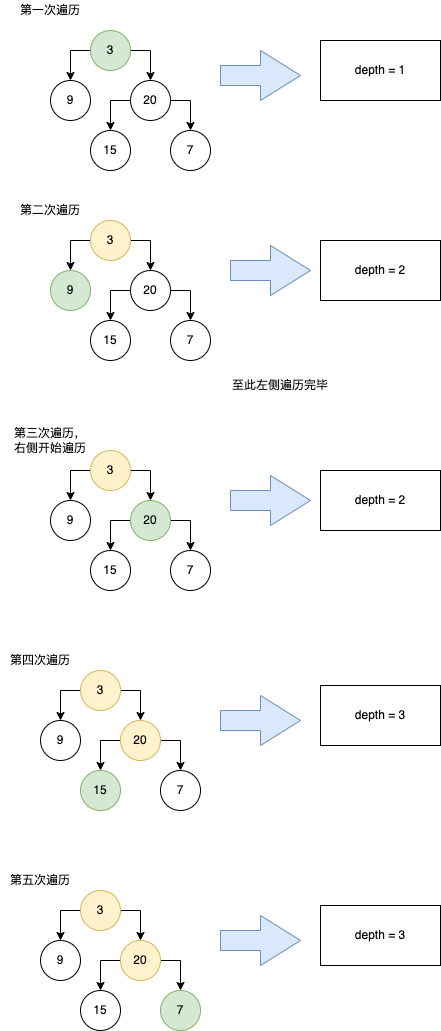 第一次遍历
3
9
20
15
7
depth = 1
第二次遍历
3
9
20
15
7
depth = 2
至此左侧遍历完毕
第三次遍历，
右侧开始遍历
3
9
20
15
7
depth = 2
第四次遍历
3
9
20
15
7
depth = 3
第五次遍历
3
9
20
15
7
depth = 3